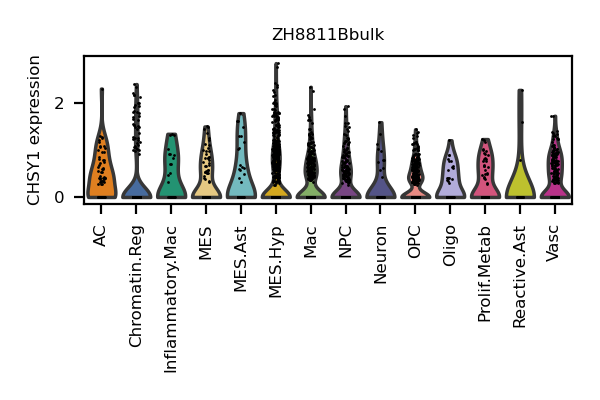 ZH8811Bbulk
CHSY1 expression
2
0
AC
Chromatin.Reg
Inflammatory.Mac
MES
MES.Ast
MES.Hyp
Mac
NPC
Neuron
OPC
Oligo
Prolif.Metab
Reactive.Ast
Vasc